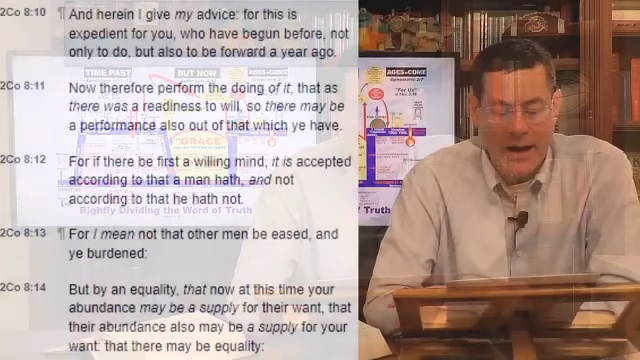 2Co 8:10 ¶ And herein I give my advice: for this is
expedient for you, who have begun before, not
only to do, but also to be forward a year ago.
2Co 8:11 Now therefore perform the doing of it, that as
there was a readiness to will, so there may be
a performance also out of that which ye have.
2Co 8:12 For if there be first a willing mind, it is accepted
according to that a man hath, and not
according to that he hath not.
2Co 8:13 ¶ For I mean not that other men be eased, and
ye burdened:
2Co 8:14 But by an equality, that now at this time your
abundance may be a supply for their want, that
their abundance also may be a supply for your
want: that there may be equality:
TIME PAST
BUT NOW
AGES to COME
"For Us"
GRACE
Rightly Dividing the Word of Truth
of Truth